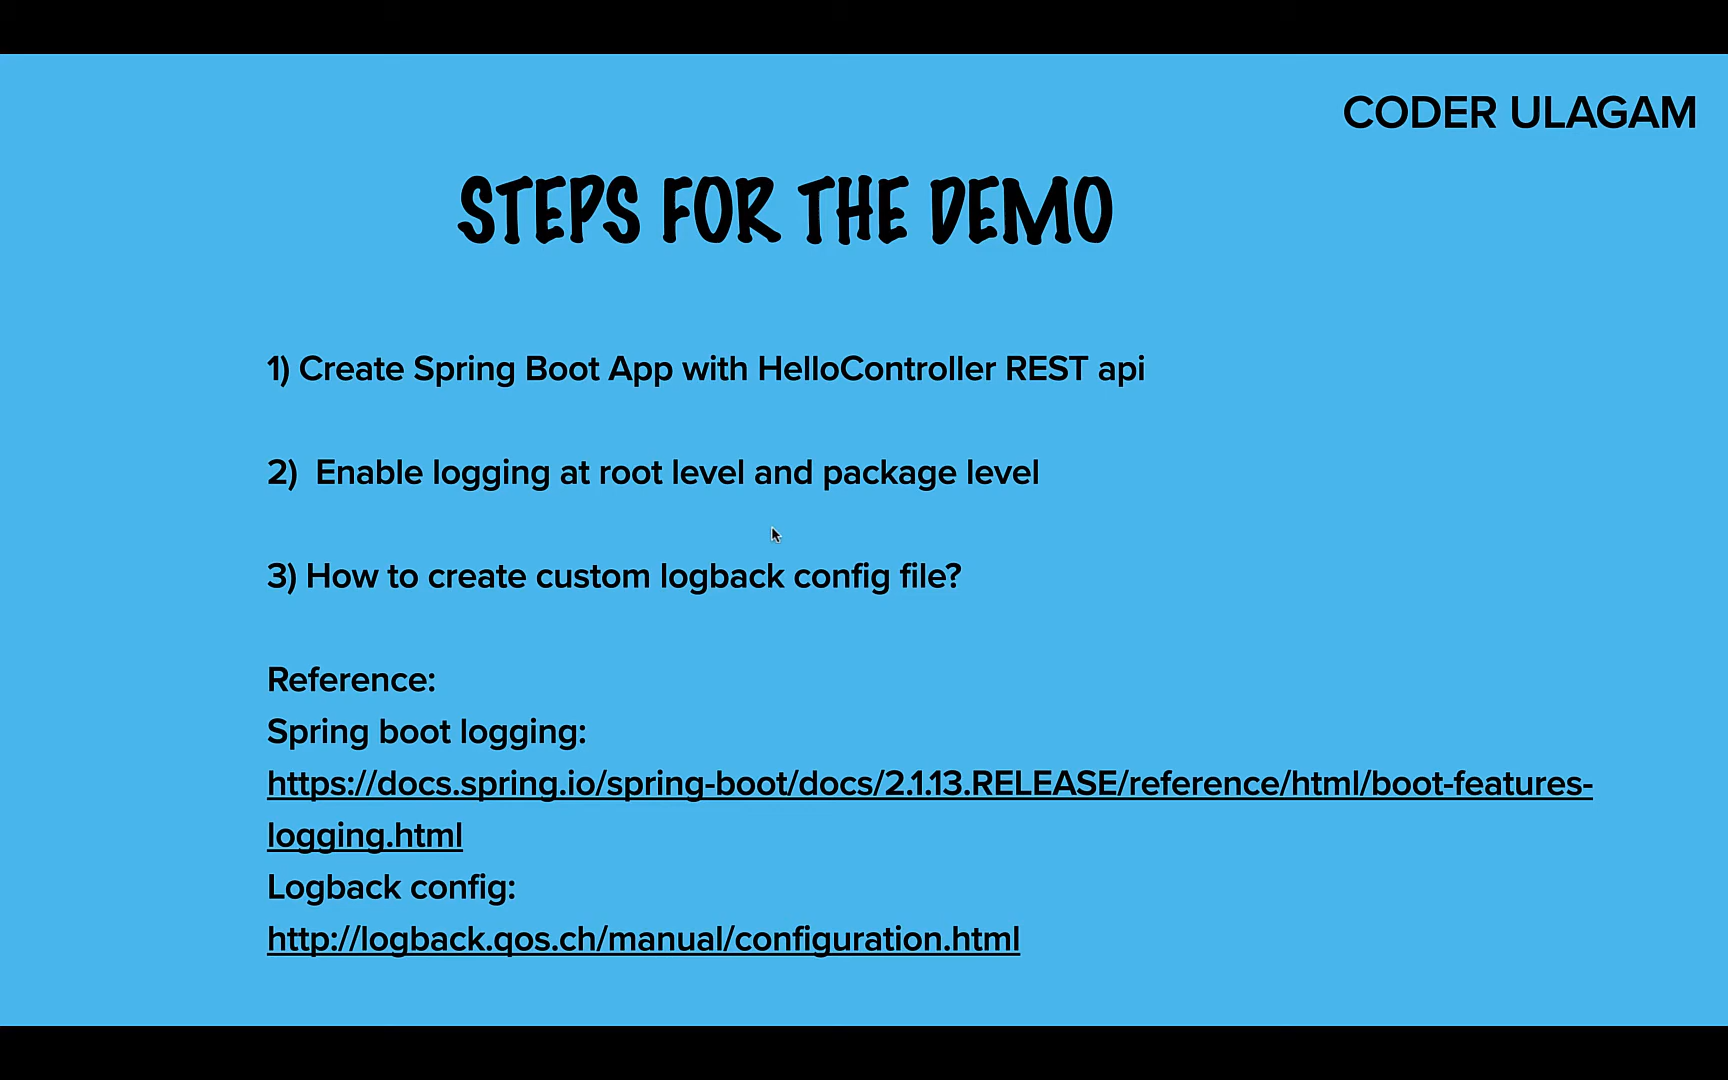 CODER ULAGAM
STEPS FOR THE DEMO
1) Create Spring Boot App with HelloController REST api
2)  Enable logging at root level and package level
3) How to create custom logback config file?
Reference:
Spring boot logging:
https://docs.spring.io/spring-boot/docs/2.1.13.RELEASE/reference/html/boot-features-
logging.html
Logback config:
http://logback.qos.ch/manual/configuration.html